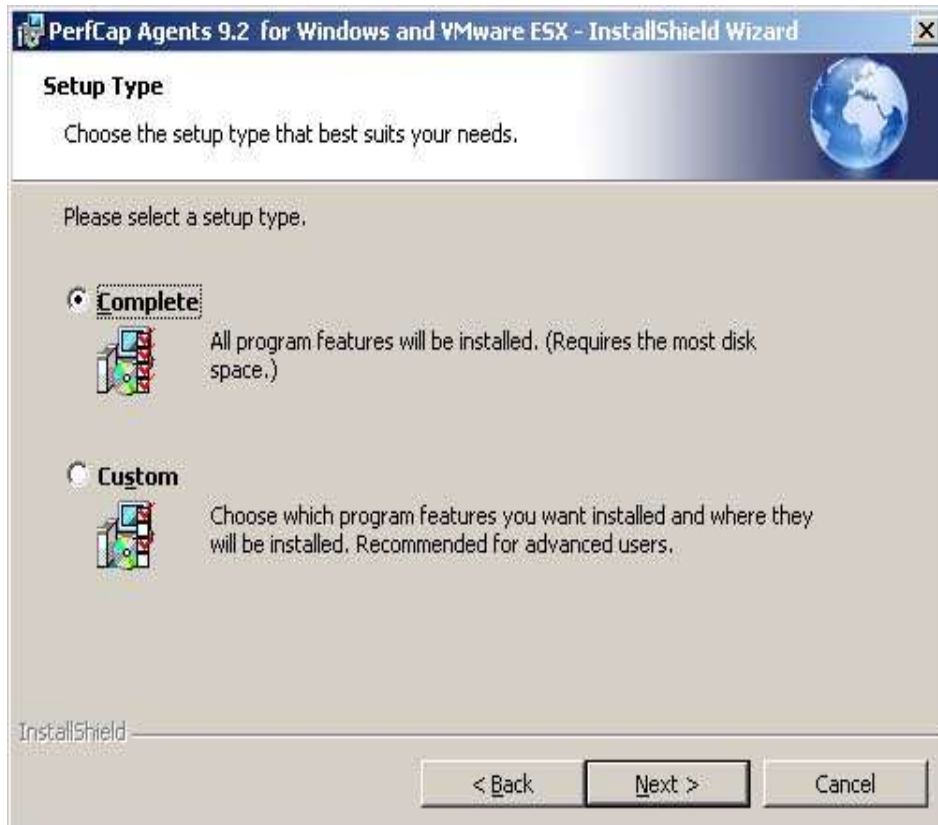 PerfCap Agents 9.2 for Windows and VMware ESX - InstallShield Wizard
Setup Type
Choose the setup type that best suits your needs.
Please select a setup type.
Complete
All program features will be installed. (Requires the most disk
space.)
Custom
Choose which program features you want installed and where they
will be installed. Recommended for advanced users.
InstallShield
< Back
Next >
Cancel